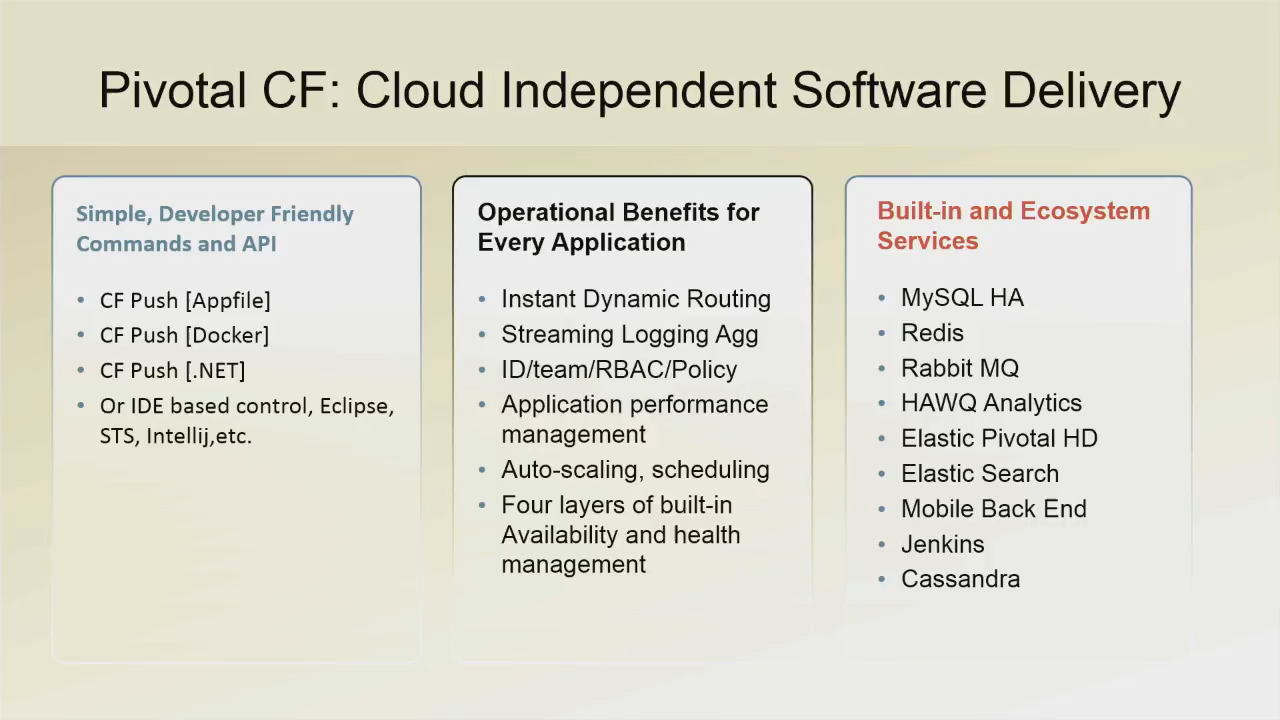 Pivotal CF: Cloud Independent Software Delivery
Simple, Developer Friendly
Commands and API
• CF Push [Appfile]
• CF Push [Docker]
• CF Push [.NET]
• Or IDE based control, Eclipse,
STS, Intellij,etc.
Operational Benefits for
Every Application
• Instant Dynamic Routing
• Streaming Logging Agg
• ID/team/RBAC/Policy
• Application performance
management
• Auto-scaling, scheduling
• Four layers of built-in
Availability and health
management
Built-in and Ecosystem
Services
• MySQL HA
• Redis
• Rabbit MQ
• HAWQ Analytics
• Elastic Pivotal HD
• Elastic Search
• Mobile Back End
• Jenkins
• Cassandra